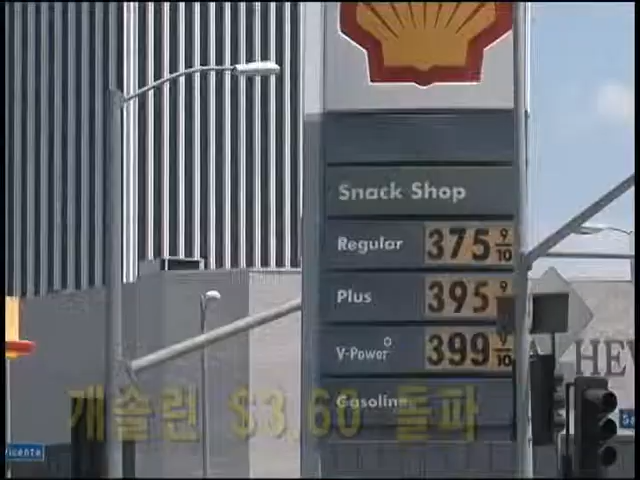 Snack Shop
Regular 375 9/10
Plus 395 9
V-Power 399 9/10
Gasoline
개솔린 $3.60 돌파